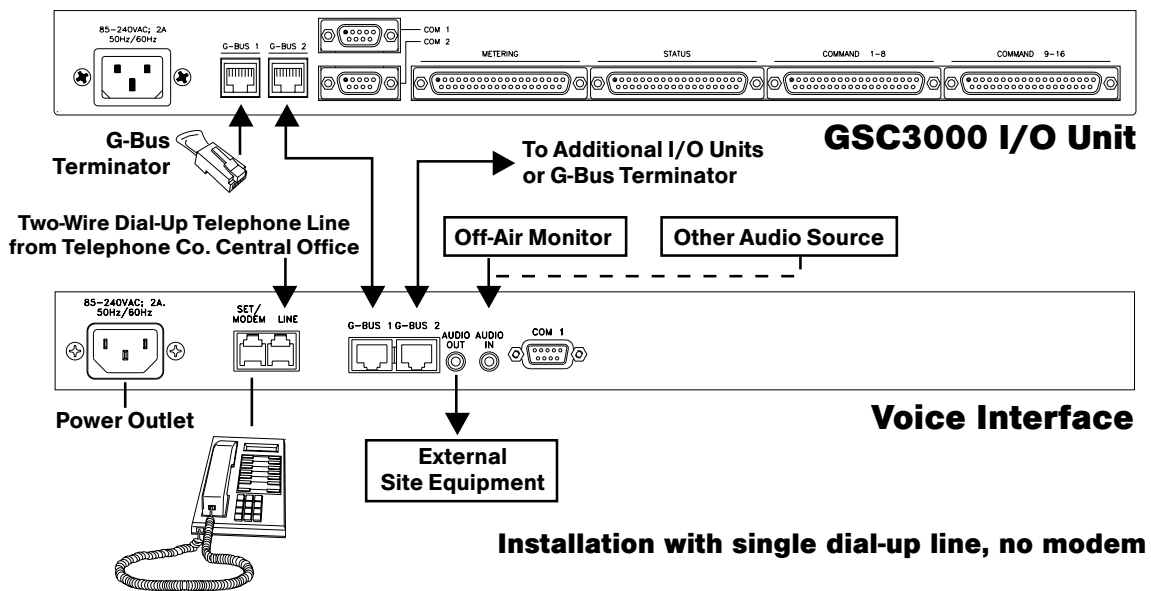 85-240VAC; 2A
50Hz/60Hz
G-BUS 1
G-BUS 2
COM 1
COM 2
METERING
STATUS
COMMAND 1-8
COMMAND 9-16
GSC3000 I/O Unit
G-Bus
Terminator
To Additional I/O Units
or G-Bus Terminator
Two-Wire Dial-Up Telephone Line
from Telephone Co. Central Office
Off-Air Monitor
Other Audio Source
85-240VAC; 2A.
50Hz/60Hz
SET/
MODEM
LINE
G-BUS 1
G-BUS 2
AUDIO
OUT
AUDIO
IN
COM 1
Power Outlet
Voice Interface
External
Site Equipment
Installation with single dial-up line, no modem